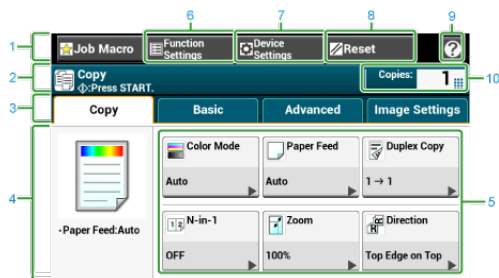 6 7 8 9
1 Job Macro Function Settings Device Settings Reset ?
2 Copy Copies: 1 10
:Press START.
3 Copy Basic Advanced Image Settings
Color Mode Paper Feed Duplex Copy
Auto Auto 1 → 1
4 5
-Paper Feed:Auto
1 2 N-in-1 Zoom R Direction
OFF 100% Top Edge on Top